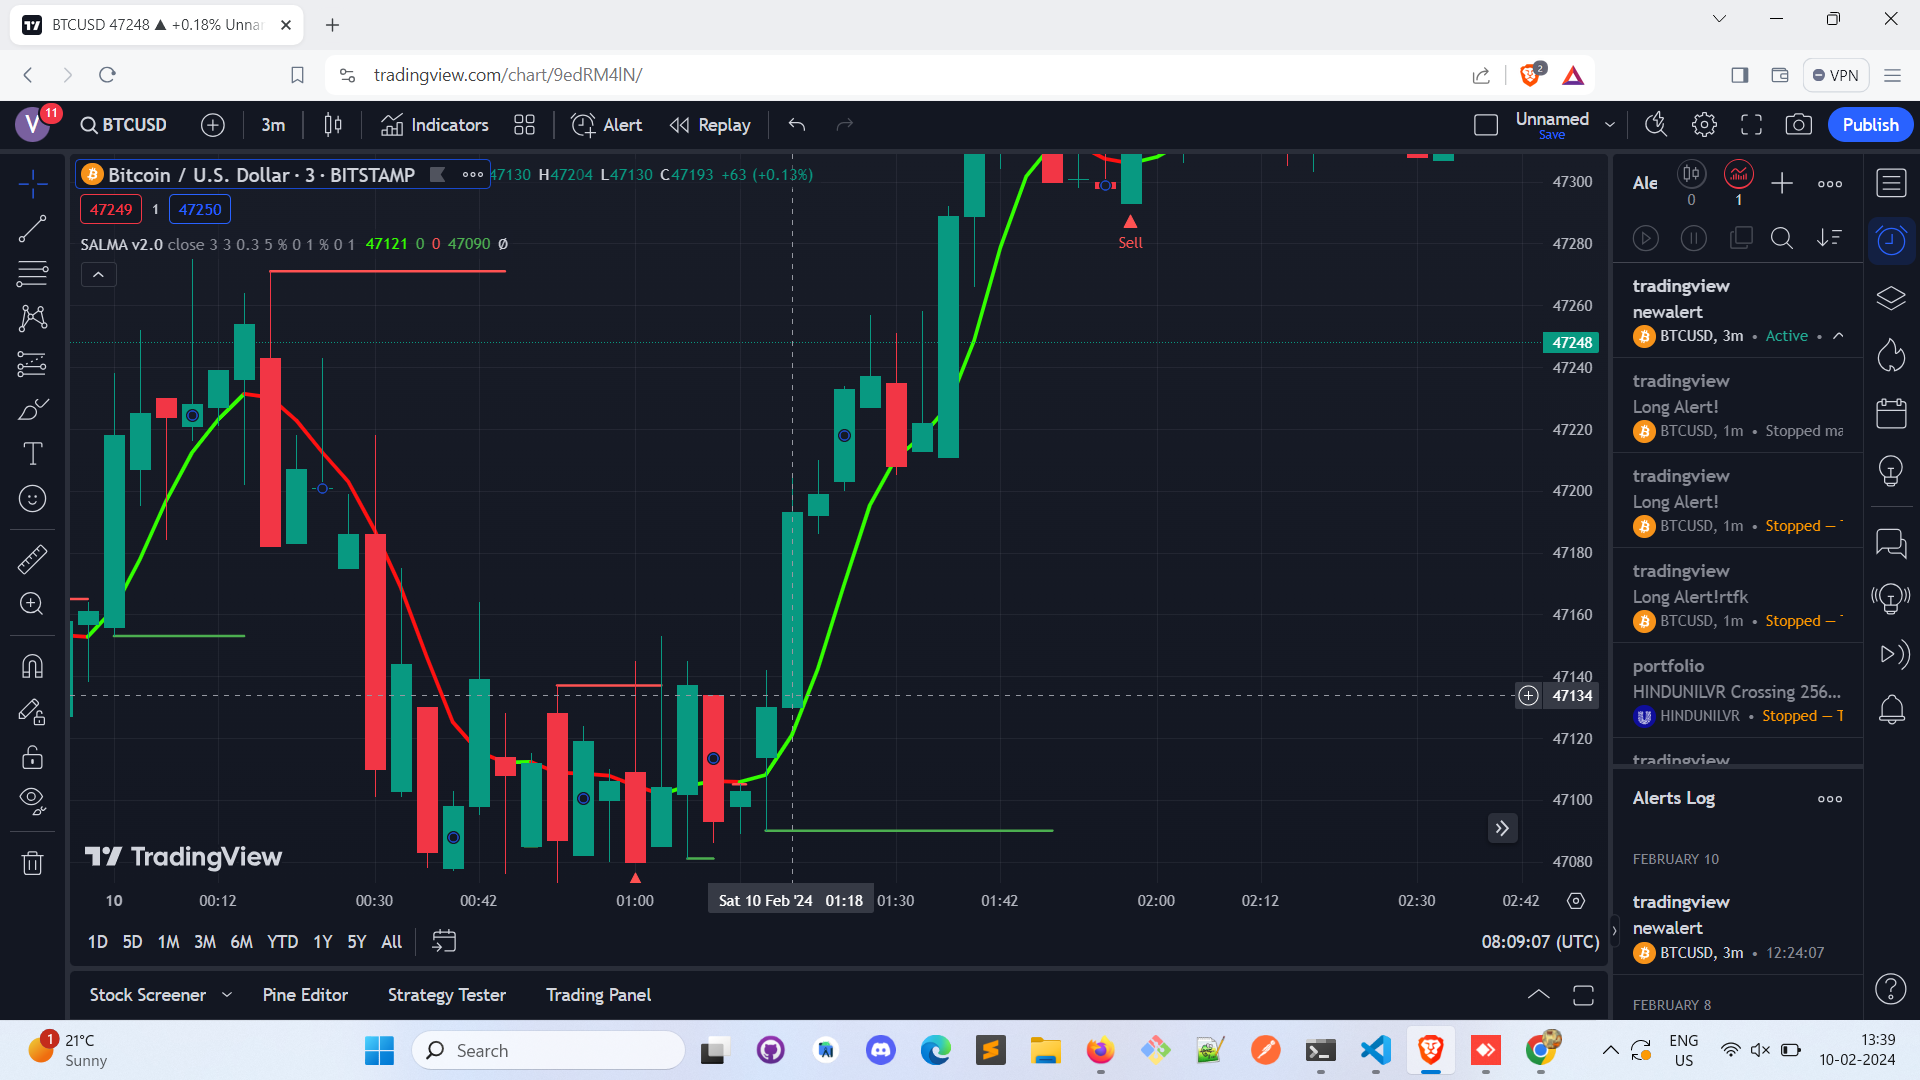 BTCUSD 47248 ▲ +0.18% Unna
tradingview.com/chart/9edRM4lN/
2
VPN
V
11
BTCUSD
3m
Indicators
Alert
Replay
Unnamed
Save
Publish
Bitcoin / U.S. Dollar · 3 · BITSTAMP
47130 H47204 L47130 C47193 +63 (+0.13%)
47249 1 47250
SALMA v2.0 close 3 3 0.3 5 % 0 1 % 0 1 47121 0 0 47090 Ø
Sell
47300
47280
47260
47248
47240
47220
47200
47180
47160
47140
47134
47120
47100
47080
TradingView
10
00:12
00:30
00:42
01:00
Sat 10 Feb '24 01:18
01:30
01:42
02:00
02:12
02:30
02:42
1D 5D 1M 3M 6M YTD 1Y 5Y All
08:09:07 (UTC)
Stock Screener
Pine Editor
Strategy Tester
Trading Panel
Ale
0
1
tradingview
newalert
BTCUSD, 3m • Active •
tradingview
Long Alert!
BTCUSD, 1m • Stopped ma
tradingview
Long Alert!
BTCUSD, 1m • Stopped —
tradingview
Long Alert!rtfk
BTCUSD, 1m • Stopped —
portfolio
HINDUNILVR Crossing 256...
HINDUNILVR • Stopped — T
tradingview
Alerts Log
FEBRUARY 10
tradingview
newalert
BTCUSD, 3m • 12:24:07
FEBRUARY 8
1
21°C
Sunny
Search
ENG
US
13:39
10-02-2024